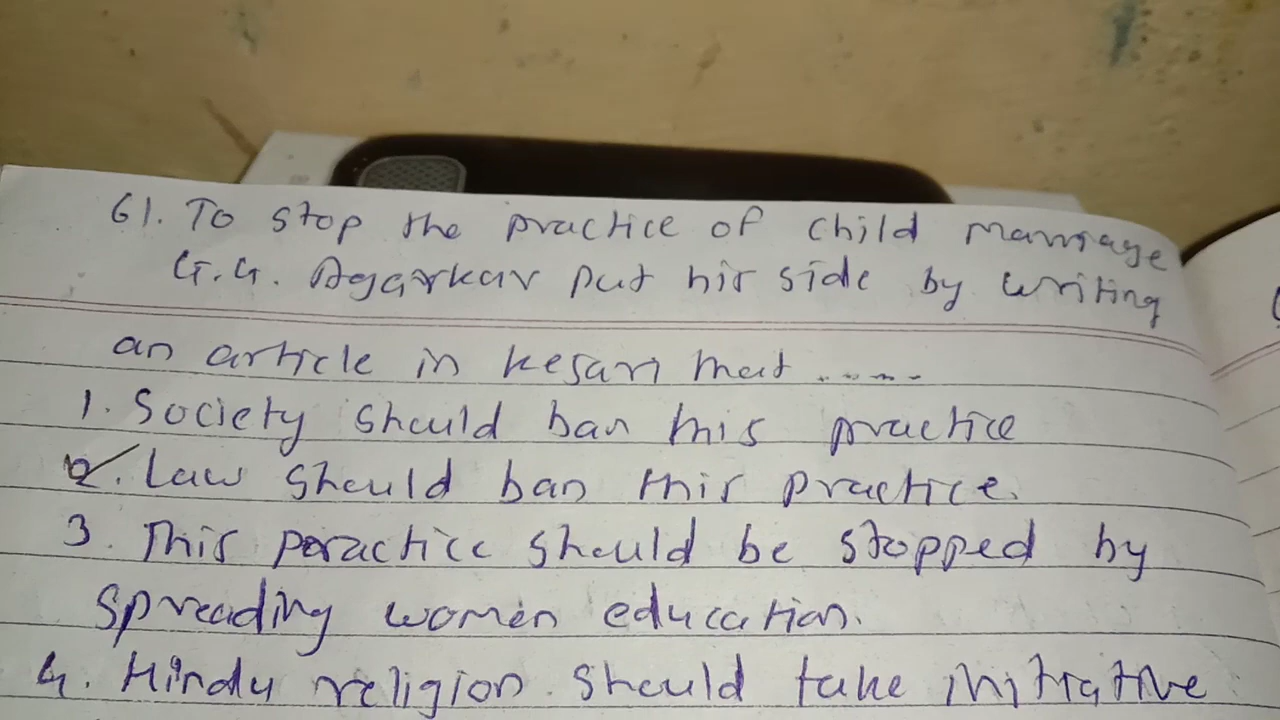 61. To stop the practice of child marriage
G.G. Agarkar put his side by writing
an article in kesari that .....
1. Society should ban this practice
2. Law should ban this practice.
3. This practice should be stopped by
spreading women education.
4. Hindu religion should take initiative